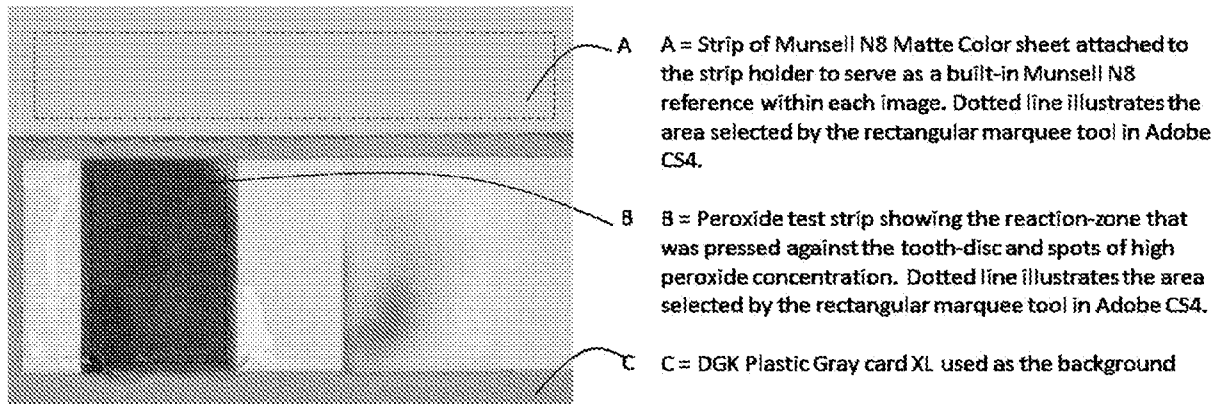 A A = Strip of Munsell N8 Matte Color sheet attached to
the strip holder to serve as a built-in Munsell N8
reference within each image. Dotted line illustrates the
area selected by the rectangular marquee tool in Adobe
CS4.
B B = Peroxide test strip showing the reaction-zone that
was pressed against the tooth-disc and spots of high
peroxide concentration. Dotted line illustrates the area
selected by the rectangular marquee tool in Adobe CS4.
C C = DGK Plastic Gray card XL used as the background